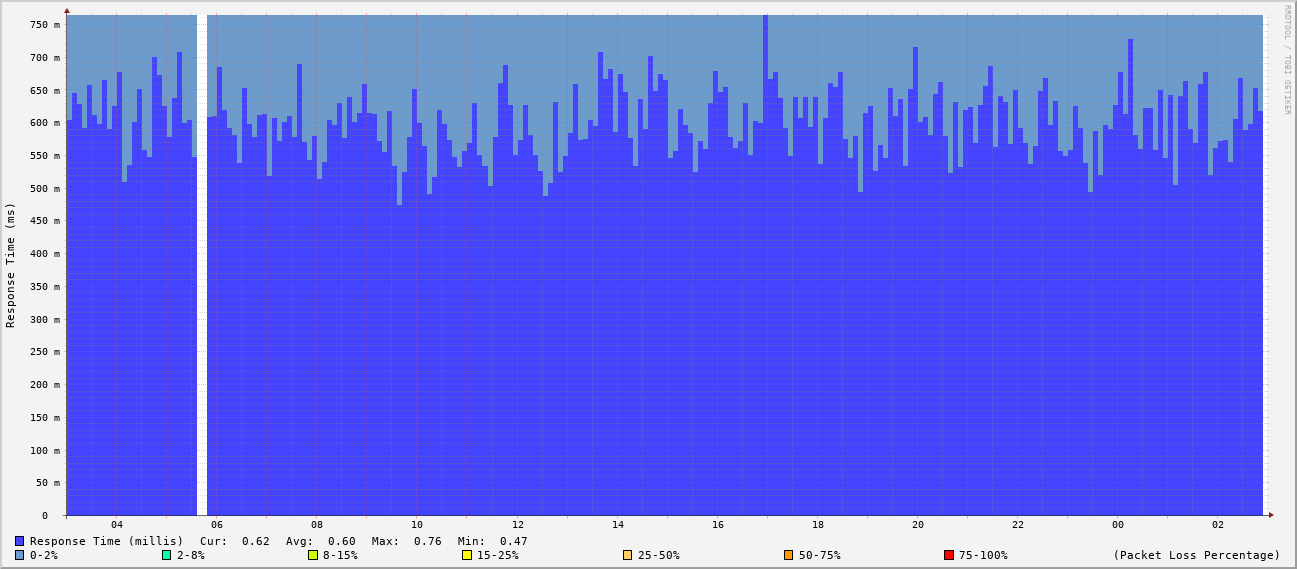 RRDTOOL / TOBI OETIKER
Response Time (ms)
750 m
700 m
650 m
600 m
550 m
500 m
450 m
400 m
350 m
300 m
250 m
200 m
150 m
100 m
50 m
0
04 06 08 10 12 14 16 18 20 22 00 02
Response Time (millis) Cur: 0.62 Avg: 0.60 Max: 0.76 Min: 0.47
0-2% 2-8% 8-15% 15-25% 25-50% 50-75% 75-100% (Packet Loss Percentage)